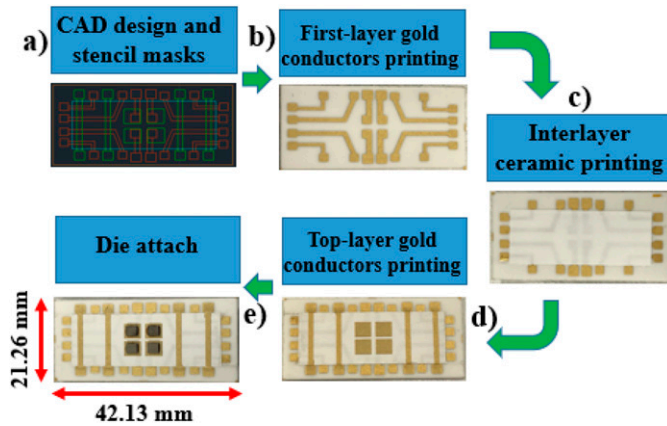 a)
CAD design and
stencil masks
b)
First-layer gold
conductors printing
c)
Interlayer
ceramic printing
d)
Top-layer gold
conductors printing
e)
Die attach
21.26 mm
42.13 mm